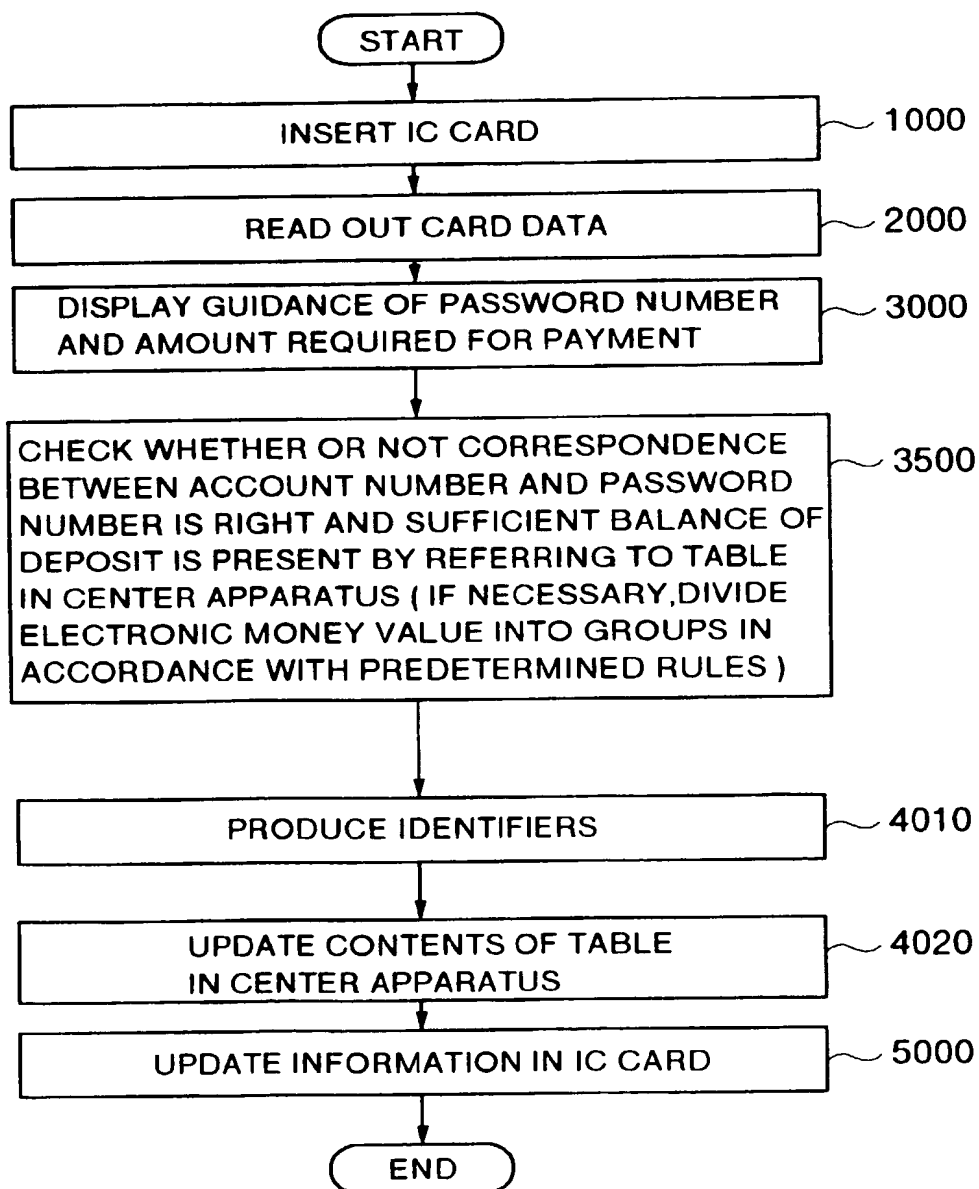 START
INSERT IC CARD
1000
READ OUT CARD DATA
2000
DISPLAY GUIDANCE OF PASSWORD NUMBER
AND AMOUNT REQUIRED FOR PAYMENT
3000
CHECK WHETHER OR NOT CORRESPONDENCE
BETWEEN ACCOUNT NUMBER AND PASSWORD
NUMBER IS RIGHT AND SUFFICIENT BALANCE OF
DEPOSIT IS PRESENT BY REFERRING TO TABLE
IN CENTER APPARATUS ( IF NECESSARY,DIVIDE
ELECTRONIC MONEY VALUE INTO GROUPS IN
ACCORDANCE WITH PREDETERMINED RULES )
3500
PRODUCE IDENTIFIERS
4010
UPDATE CONTENTS OF TABLE
IN CENTER APPARATUS
4020
UPDATE INFORMATION IN IC CARD
5000
END